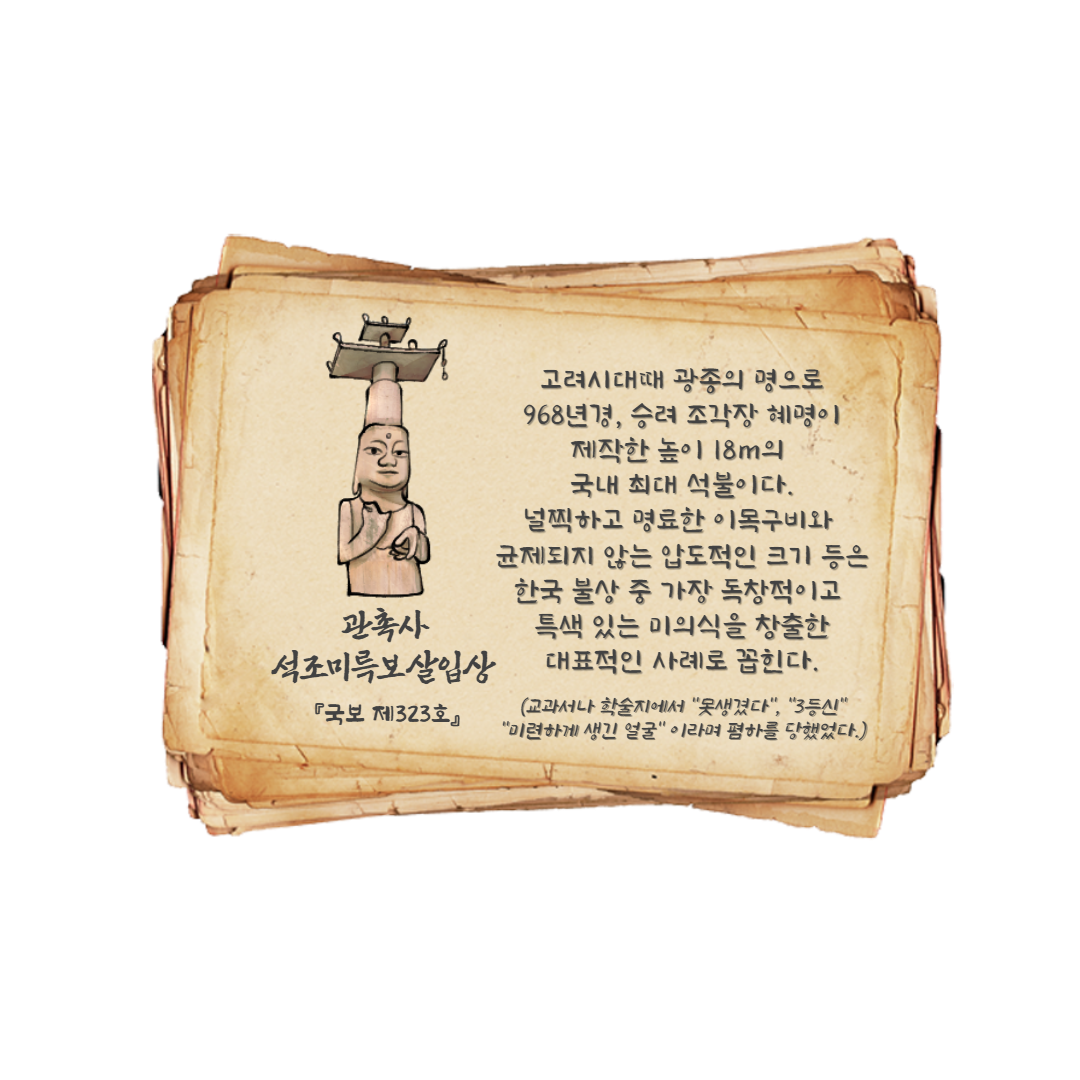 관촉사
석조미륵보살입상
『국보 제323호』
고려시대때 광종의 명으로
968년경, 승려 조각장 혜명이
제작한 높이 18m의
국내 최대 석불이다.
널찍하고 명료한 이목구비와
균제되지 않는 압도적인 크기 등은
한국 불상 중 가장 독창적이고
특색 있는 미의식을 창출한
대표적인 사례로 꼽힌다.
(교과서나 학술지에서 "못생겼다", "3등신"
"미련하게 생긴 얼굴" 이라며 폄하를 당했었다.)